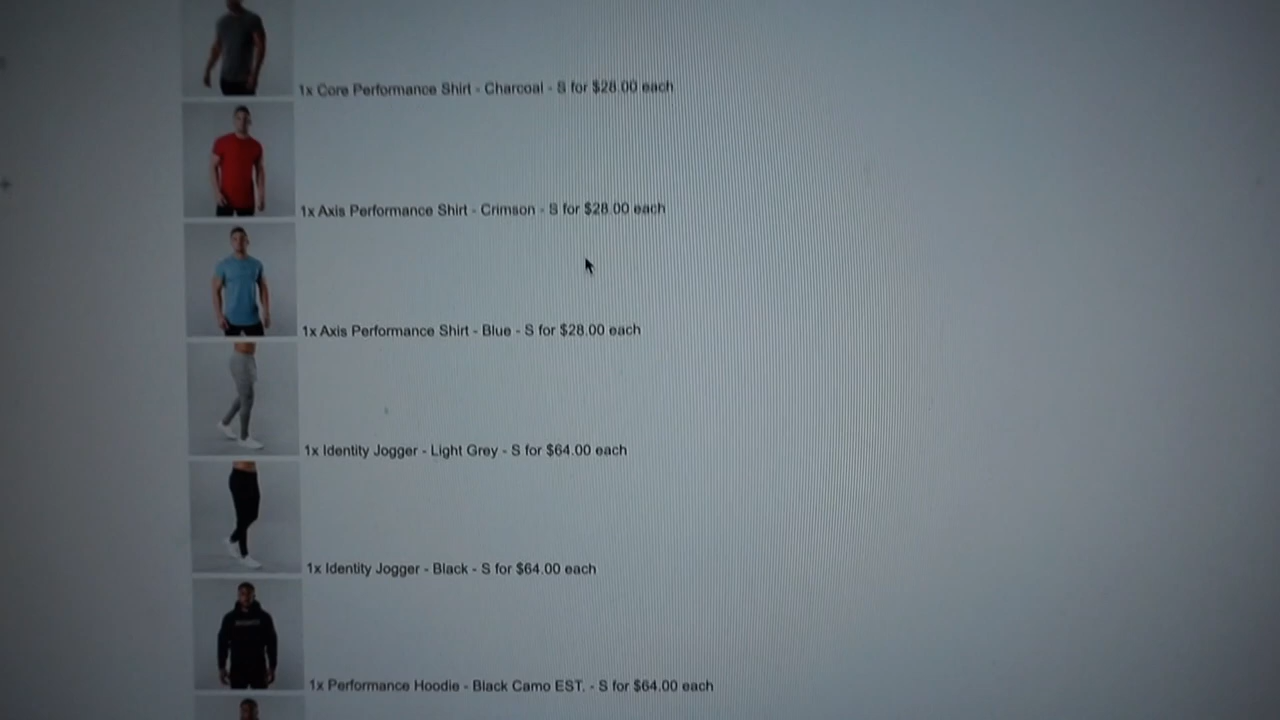 1x Core Performance Shirt - Charcoal - S for $28.00 each
1x Axis Performance Shirt - Crimson - S for $28.00 each
1x Axis Performance Shirt - Blue - S for $28.00 each
1x Identity Jogger - Light Grey - S for $64.00 each
1x Identity Jogger - Black - S for $64.00 each
1x Performance Hoodie - Black Camo EST. - S for $64.00 each